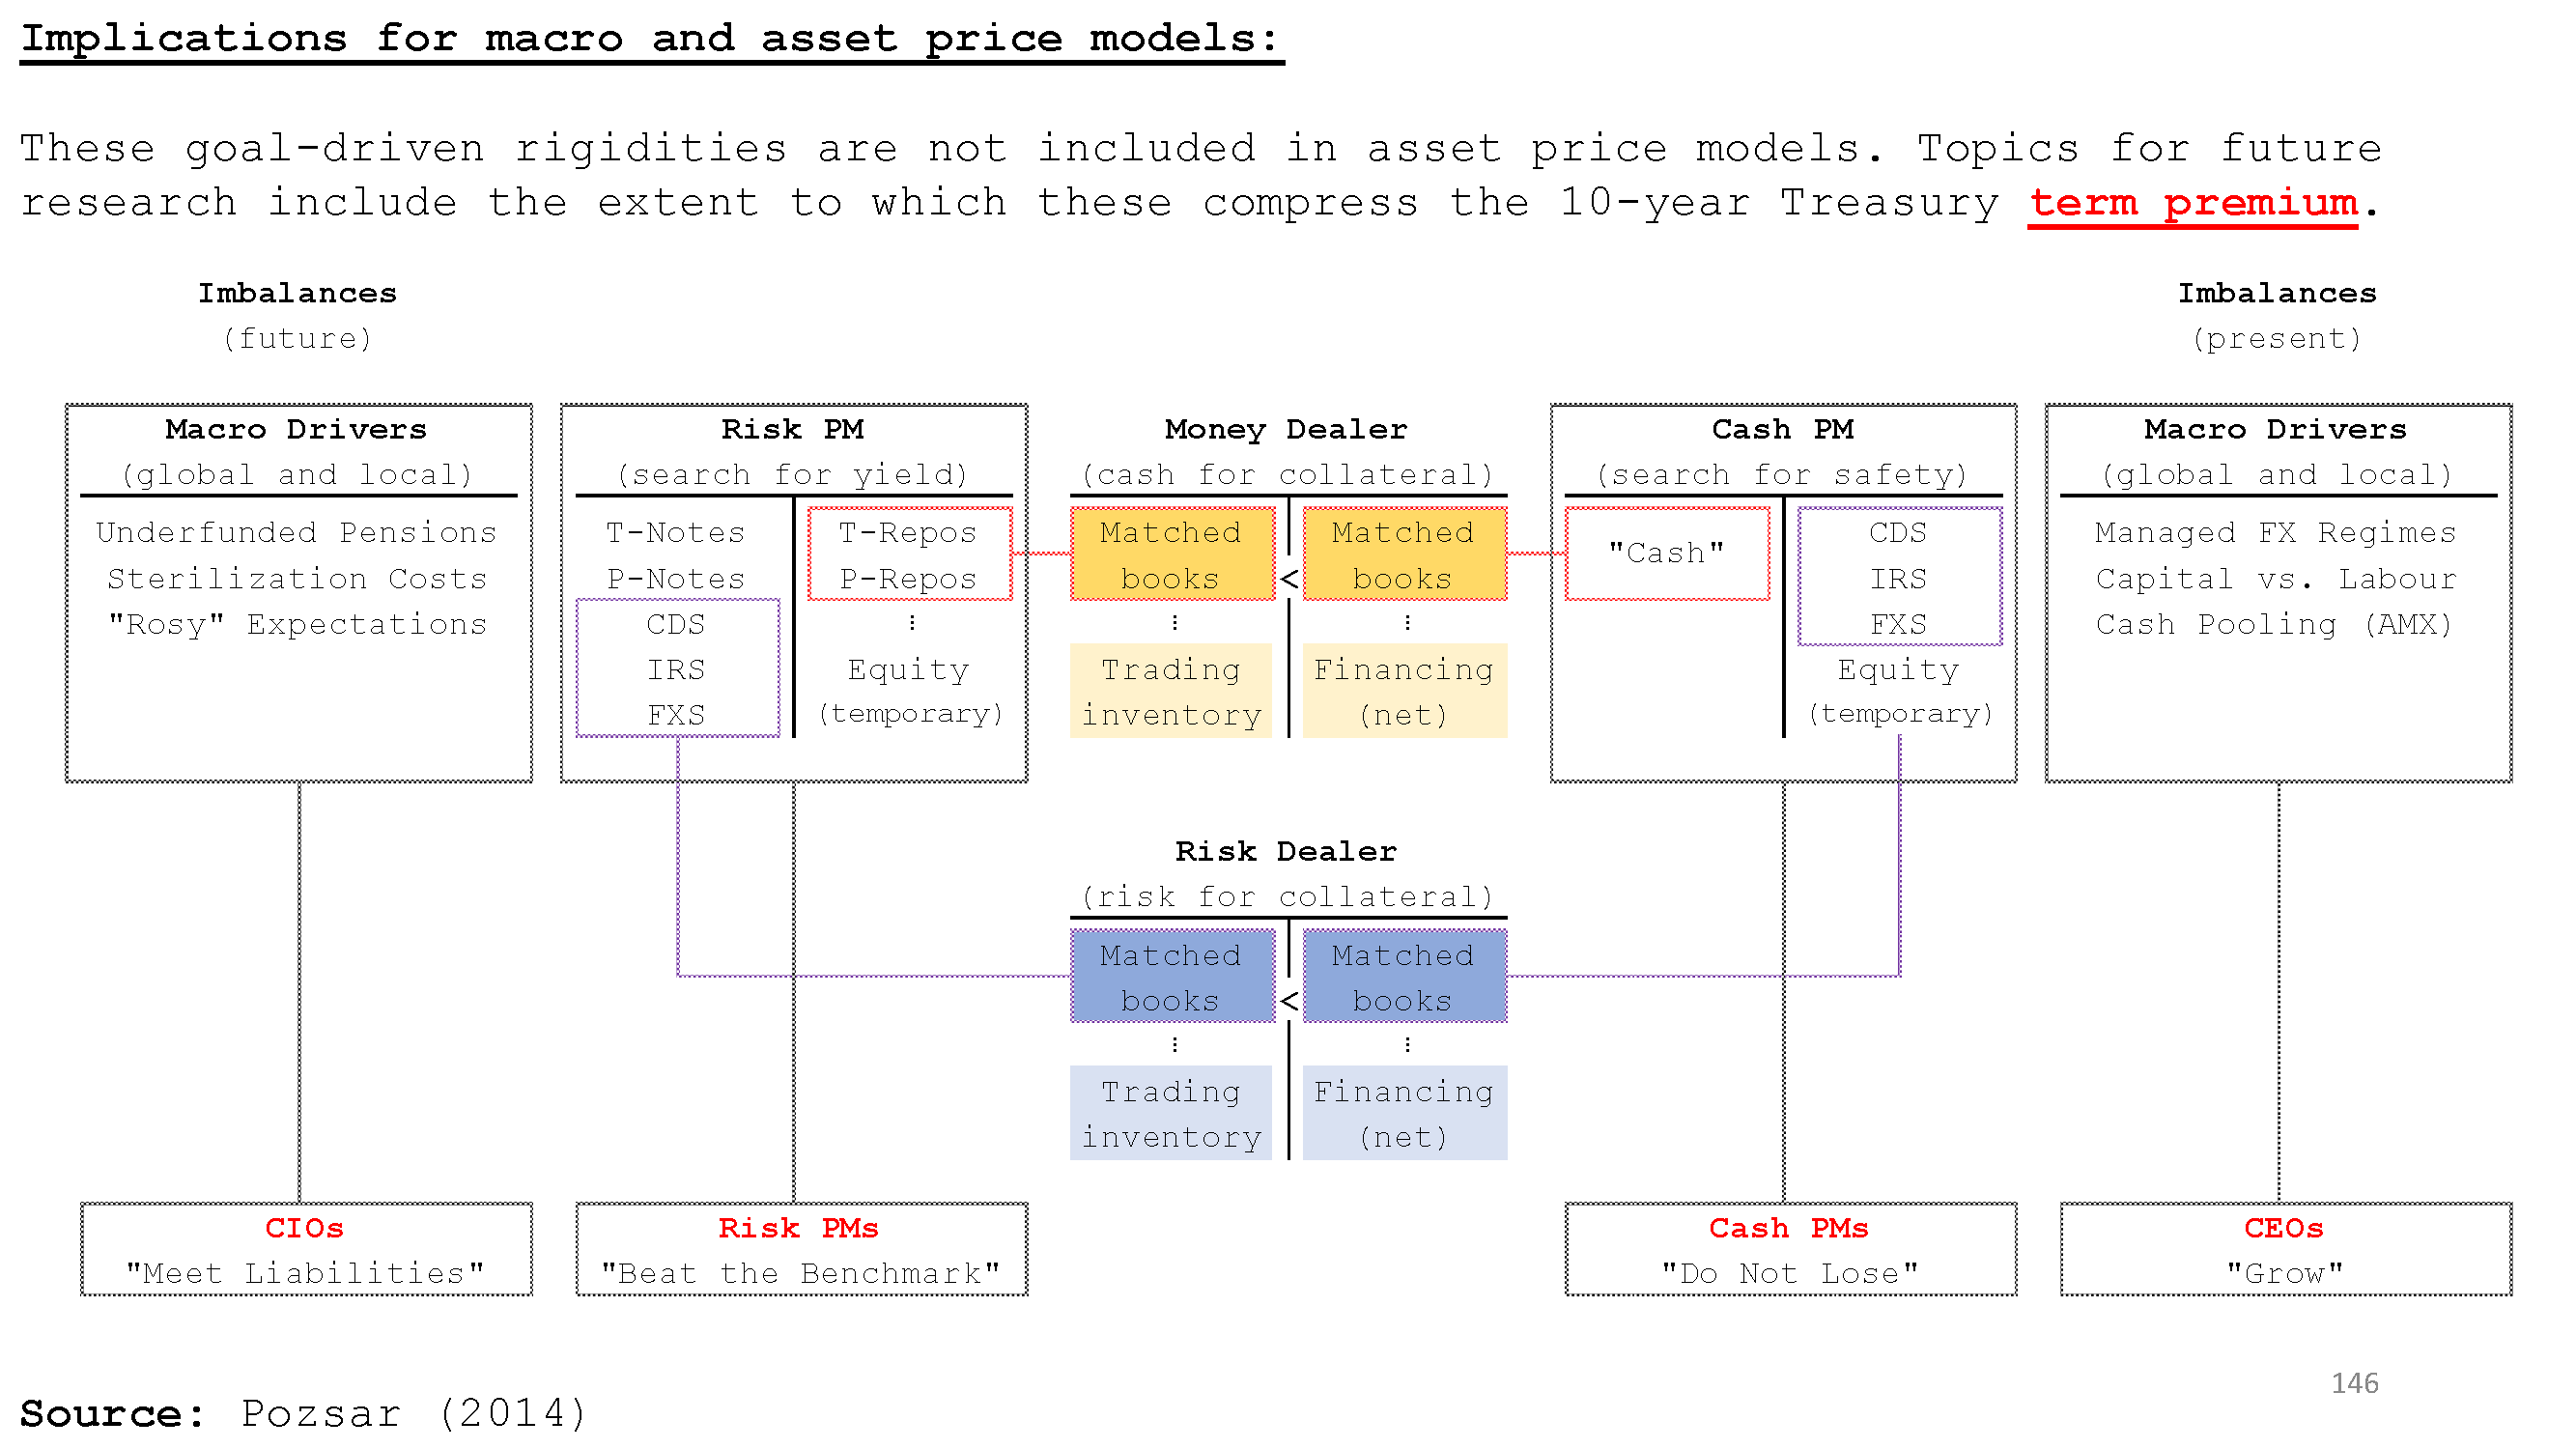 Implications for macro and asset price models:
These goal-driven rigidities are not included in asset price models. Topics for future
research include the extent to which these compress the 10-year Treasury term premium.
Imbalances
(future)
Imbalances
(present)
Macro Drivers
(global and local)
Underfunded Pensions
Sterilization Costs
"Rosy" Expectations
Risk PM
(search for yield)
T-Notes
P-Notes
CDS
IRS
FXS
T-Repos
P-Repos
⋮
Equity
(temporary)
Money Dealer
(cash for collateral)
Matched
books
⋮
Trading
inventory
<
Matched
books
⋮
Financing
(net)
Cash PM
(search for safety)
"Cash"
CDS
IRS
FXS
Equity
(temporary)
Macro Drivers
(global and local)
Managed FX Regimes
Capital vs. Labour
Cash Pooling (AMX)
Risk Dealer
(risk for collateral)
Matched
books
⋮
Trading
inventory
<
Matched
books
⋮
Financing
(net)
CIOs
"Meet Liabilities"
Risk PMs
"Beat the Benchmark"
Cash PMs
"Do Not Lose"
CEOs
"Grow"
146
Source: Pozsar (2014)